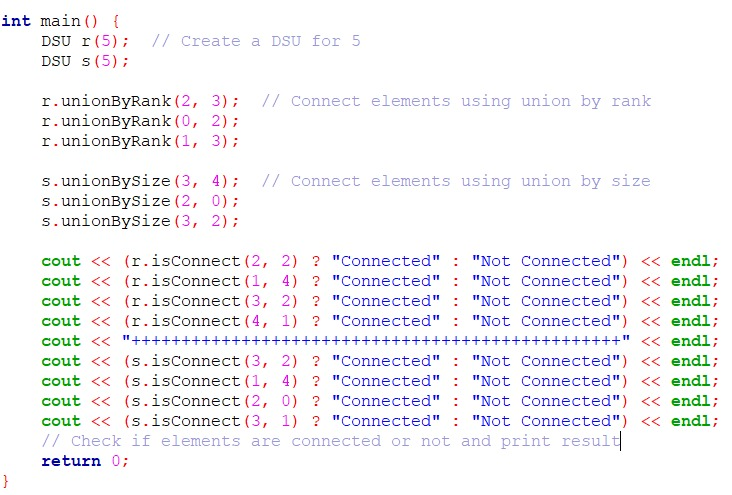 int main() {
    DSU r(5);  // Create a DSU for 5
    DSU s(5);

    r.unionByRank(2, 3);  // Connect elements using union by rank
    r.unionByRank(0, 2);
    r.unionByRank(1, 3);

    s.unionBySize(3, 4);  // Connect elements using union by size
    s.unionBySize(2, 0);
    s.unionBySize(3, 2);

    cout << (r.isConnect(2, 2) ? "Connected" : "Not Connected") << endl;
    cout << (r.isConnect(1, 4) ? "Connected" : "Not Connected") << endl;
    cout << (r.isConnect(3, 2) ? "Connected" : "Not Connected") << endl;
    cout << (r.isConnect(4, 1) ? "Connected" : "Not Connected") << endl;
    cout << "+++++++++++++++++++++++++++++++++++++++++++++++++" << endl;
    cout << (s.isConnect(3, 2) ? "Connected" : "Not Connected") << endl;
    cout << (s.isConnect(1, 4) ? "Connected" : "Not Connected") << endl;
    cout << (s.isConnect(2, 0) ? "Connected" : "Not Connected") << endl;
    cout << (s.isConnect(3, 1) ? "Connected" : "Not Connected") << endl;
    // Check if elements are connected or not and print result
    return 0;
}